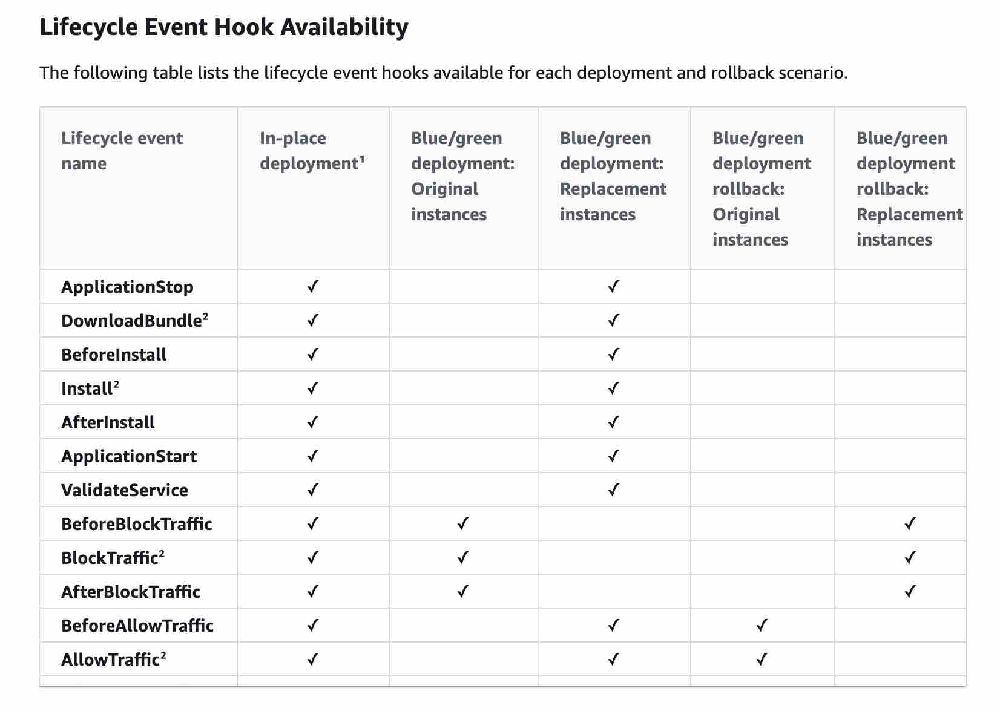 Lifecycle Event Hook Availability
The following table lists the lifecycle event hooks available for each deployment and rollback scenario.
Lifecycle event name | In-place deployment¹ | Blue/green deployment: Original instances | Blue/green deployment: Replacement instances | Blue/green deployment rollback: Original instances | Blue/green deployment rollback: Replacement instances
ApplicationStop | ✓ | | ✓ | |
DownloadBundle² | ✓ | | ✓ | |
BeforeInstall | ✓ | | ✓ | |
Install² | ✓ | | ✓ | |
AfterInstall | ✓ | | ✓ | |
ApplicationStart | ✓ | | ✓ | |
ValidateService | ✓ | | ✓ | |
BeforeBlockTraffic | ✓ | ✓ | | | ✓
BlockTraffic² | ✓ | ✓ | | | ✓
AfterBlockTraffic | ✓ | ✓ | | | ✓
BeforeAllowTraffic | ✓ | | ✓ | ✓ |
AllowTraffic² | ✓ | | ✓ | ✓ |